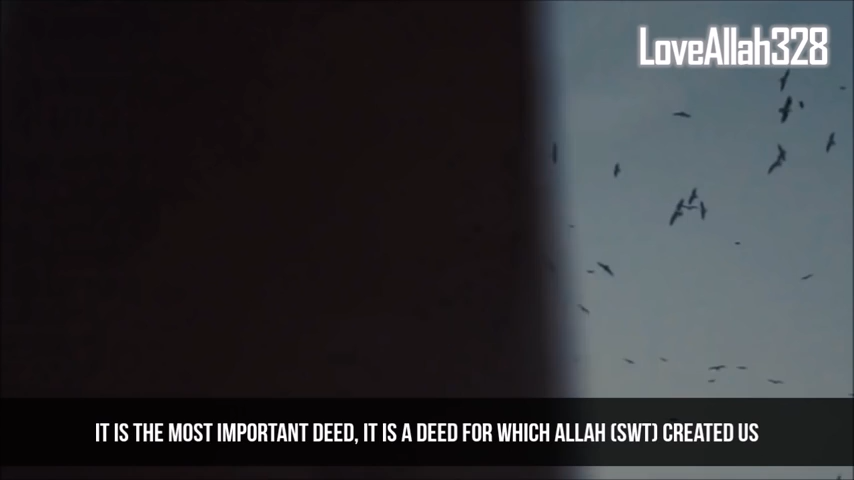 LoveAllah328
IT IS THE MOST IMPORTANT DEED, IT IS A DEED FOR WHICH ALLAH (SWT) CREATED US